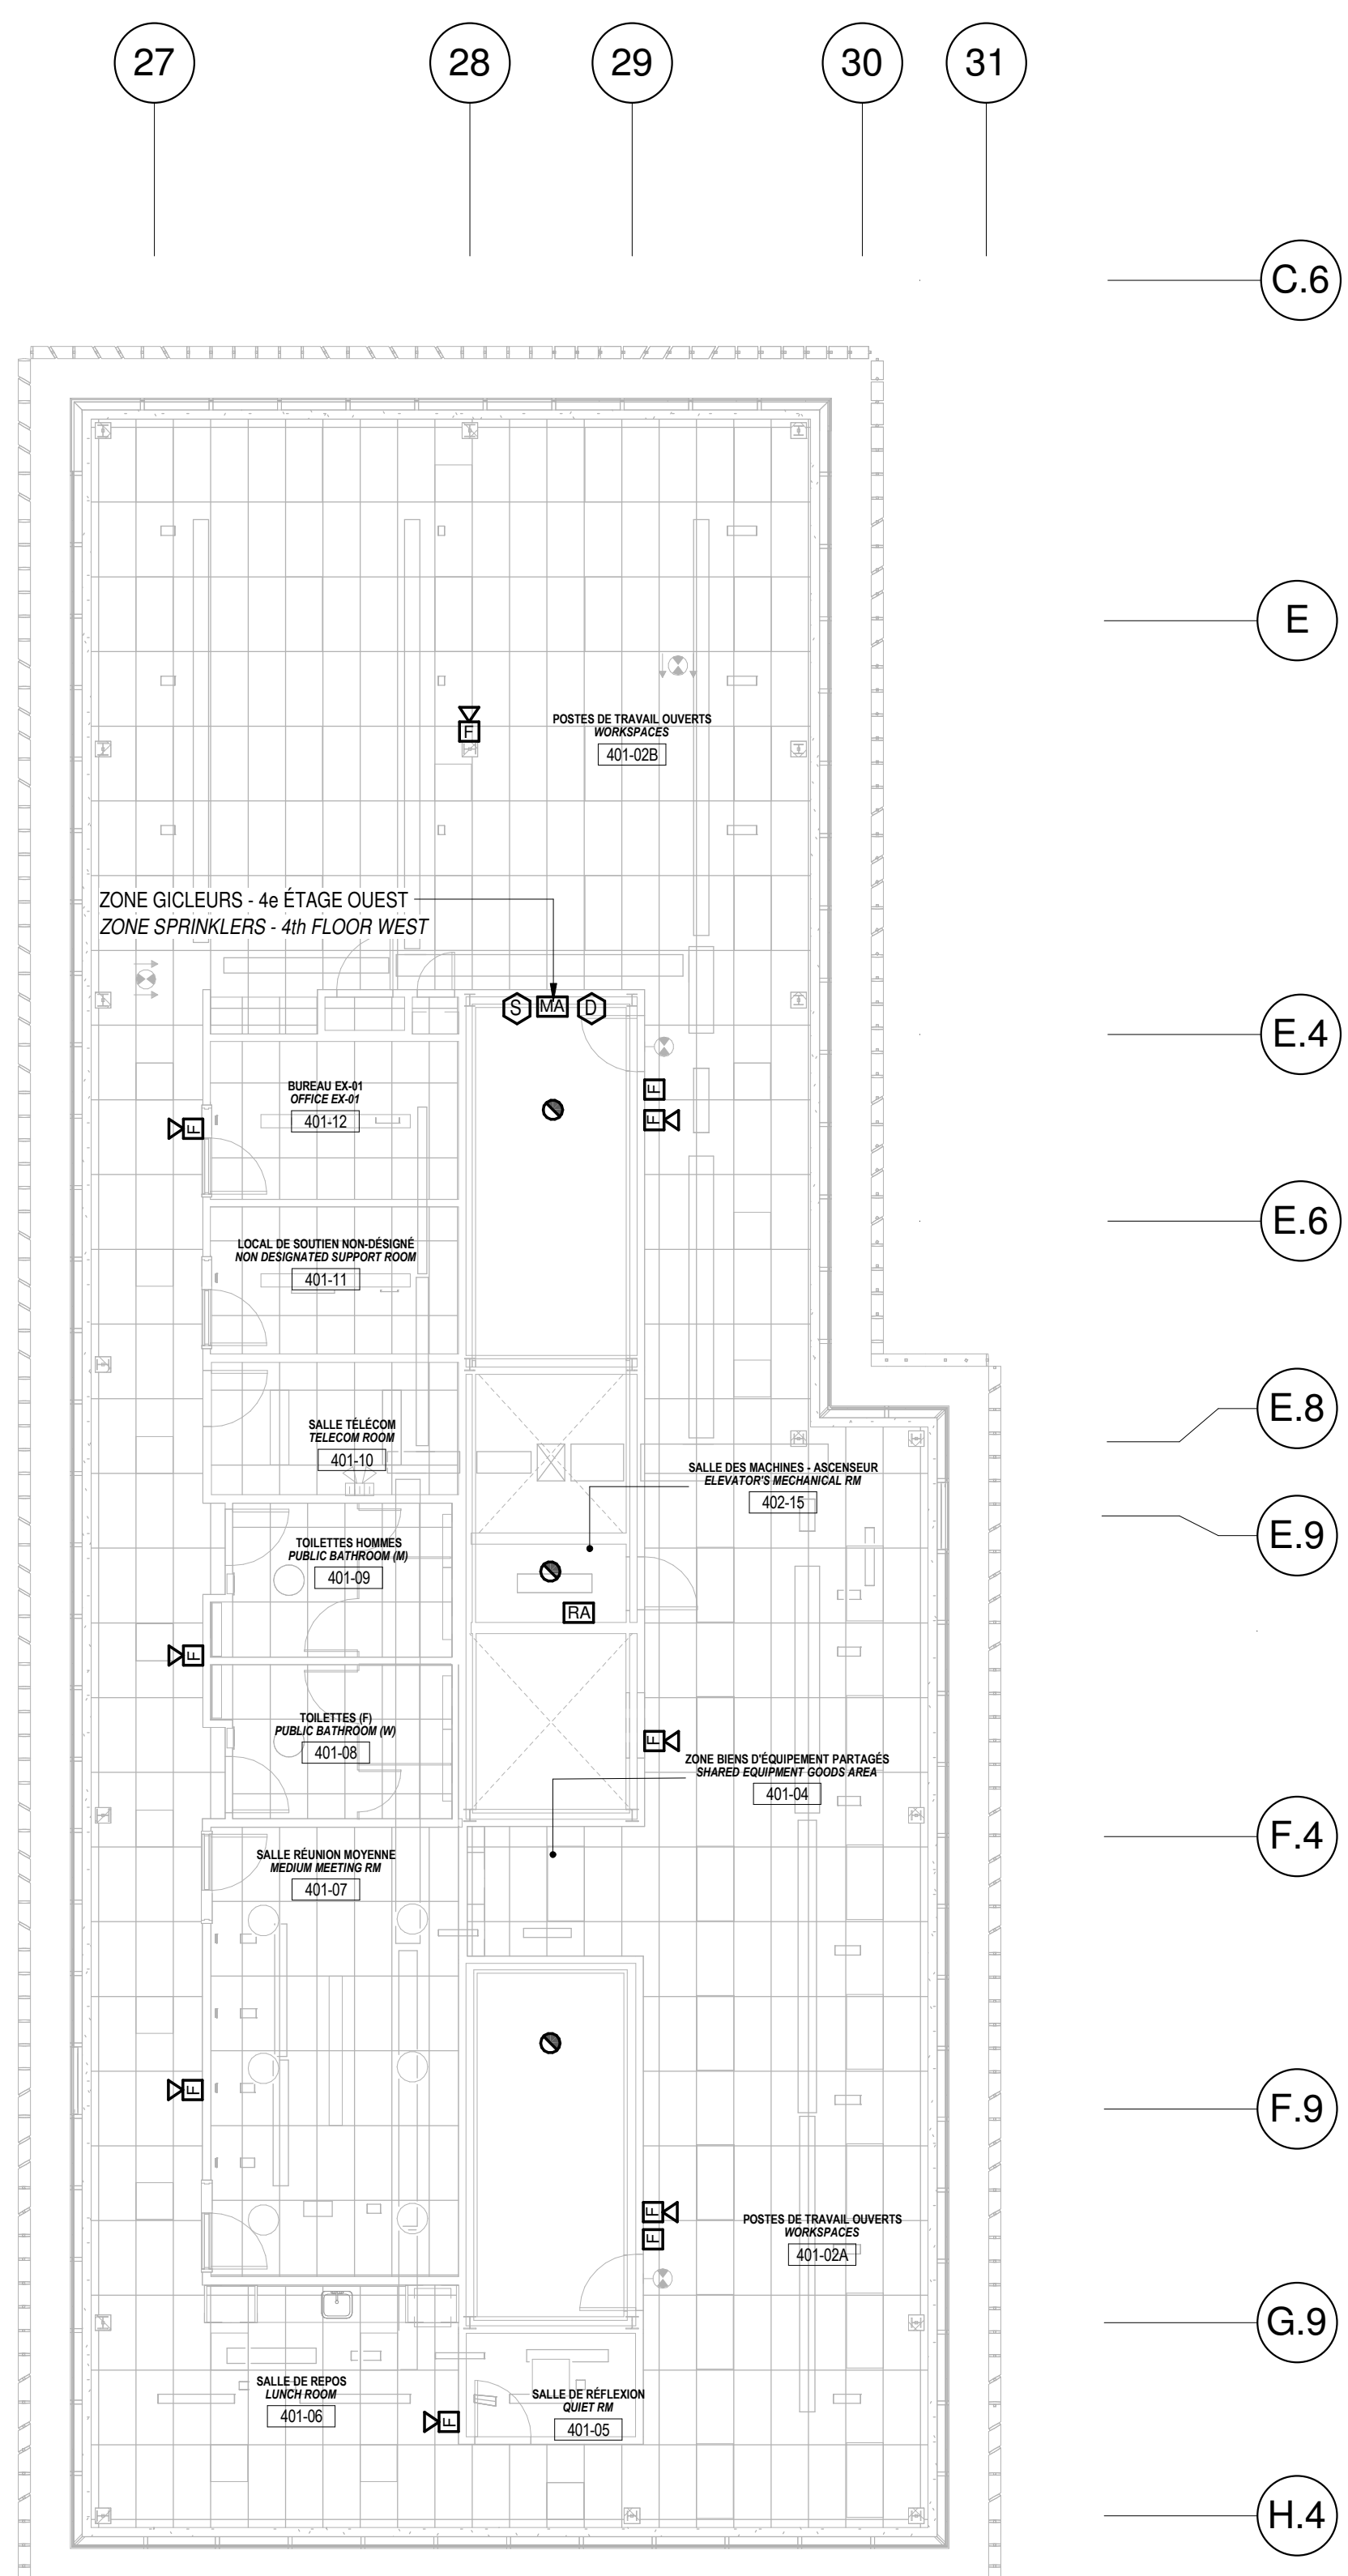 27
28
29
30
31
C.6
E
F
POSTES DE TRAVAIL OUVERTS
WORKSPACES
401-02B
ZONE GICLEURS - 4e ÉTAGE OUEST
ZONE SPRINKLERS - 4th FLOOR WEST
S
MA
D
E.4
BUREAU EX-01
OFFICE EX-01
401-12
F
F
F
E.6
LOCAL DE SOUTIEN NON-DÉSIGNÉ
NON DESIGNATED SUPPORT ROOM
401-11
E.8
SALLE TÉLÉCOM
TELECOM ROOM
401-10
SALLE DES MACHINES - ASCENSEUR
ELEVATOR'S MECHANICAL RM
402-15
E.9
TOILETTES HOMMES
PUBLIC BATHROOM (M)
401-09
RA
F
TOILETTES (F)
PUBLIC BATHROOM (W)
401-08
F
ZONE BIENS D'ÉQUIPEMENT PARTAGÉS
SHARED EQUIPMENT GOODS AREA
401-04
F.4
SALLE RÉUNION MOYENNE
MEDIUM MEETING RM
401-07
F
F.9
F
F
POSTES DE TRAVAIL OUVERTS
WORKSPACES
401-02A
G.9
SALLE DE REPOS
LUNCH ROOM
401-06
F
SALLE DE RÉFLEXION
QUIET RM
401-05
H.4